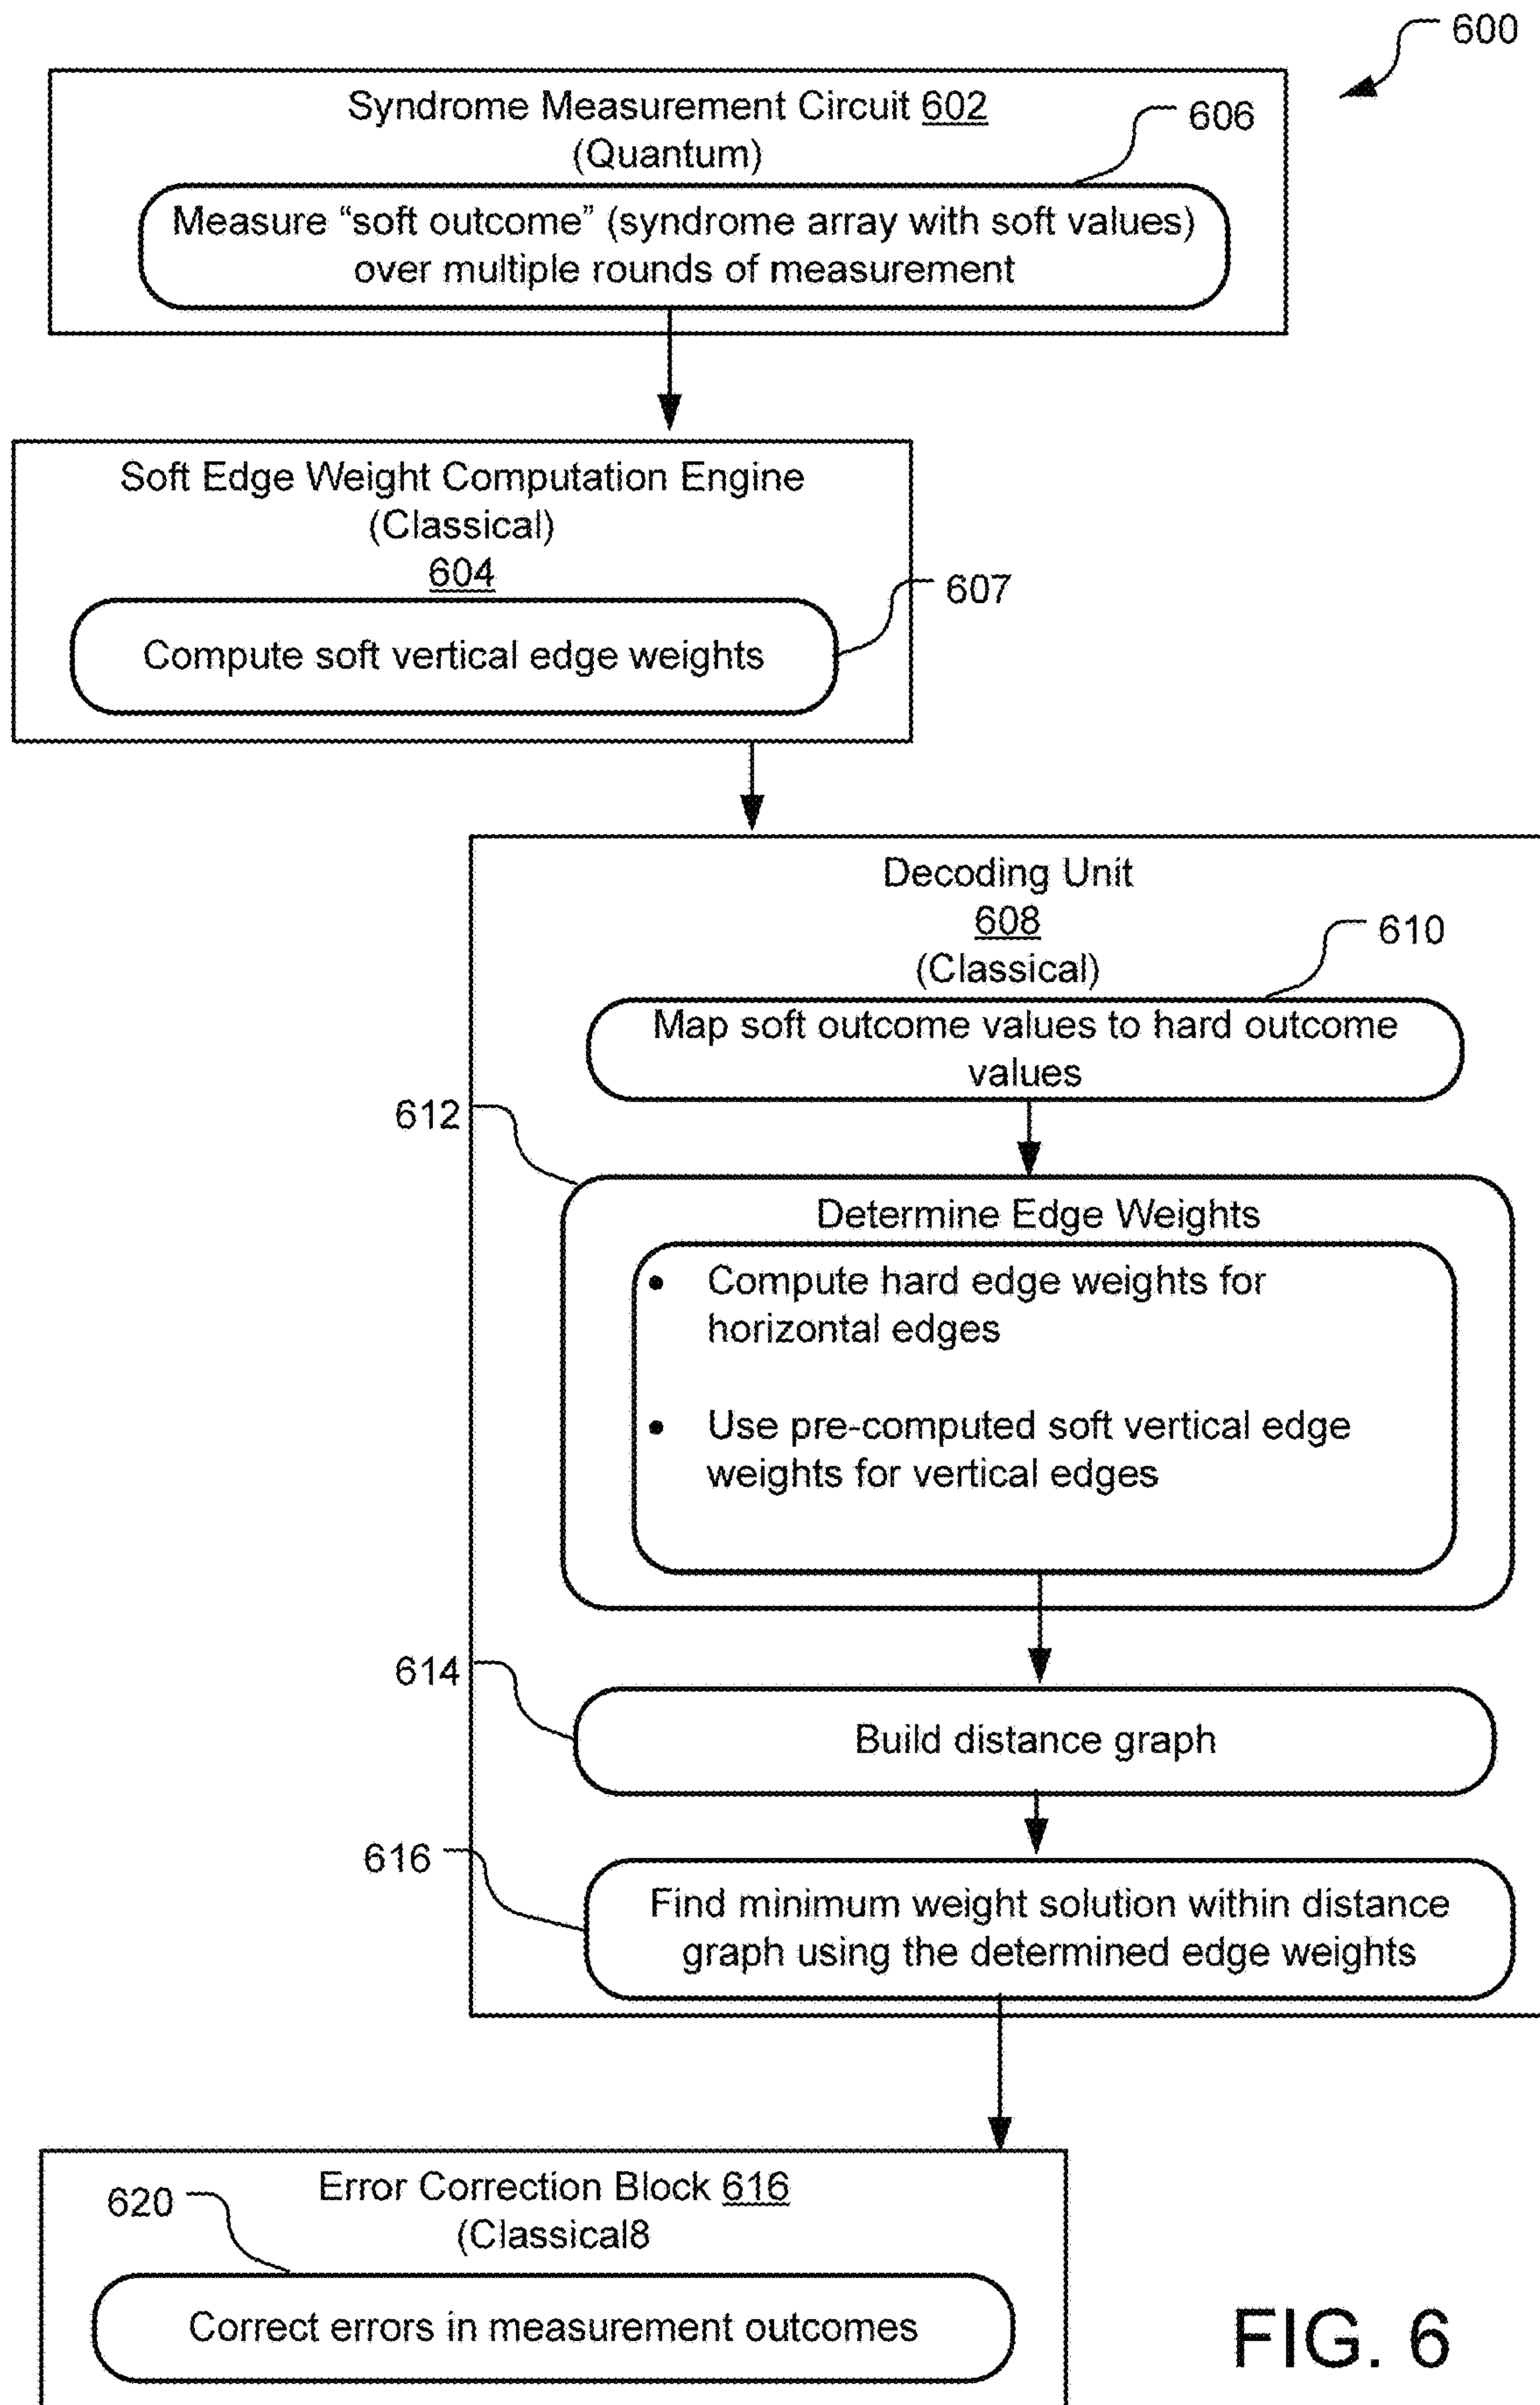 600
Syndrome Measurement Circuit 602
(Quantum)
606
Measure “soft outcome” (syndrome array with soft values)
over multiple rounds of measurement
Soft Edge Weight Computation Engine
(Classical)
604
607
Compute soft vertical edge weights
Decoding Unit
608
(Classical)
610
Map soft outcome values to hard outcome
values
612
Determine Edge Weights
• Compute hard edge weights for
horizontal edges
• Use pre-computed soft vertical edge
weights for vertical edges
614
Build distance graph
616
Find minimum weight solution within distance
graph using the determined edge weights
Error Correction Block 616
(Classical8
620
Correct errors in measurement outcomes
FIG. 6